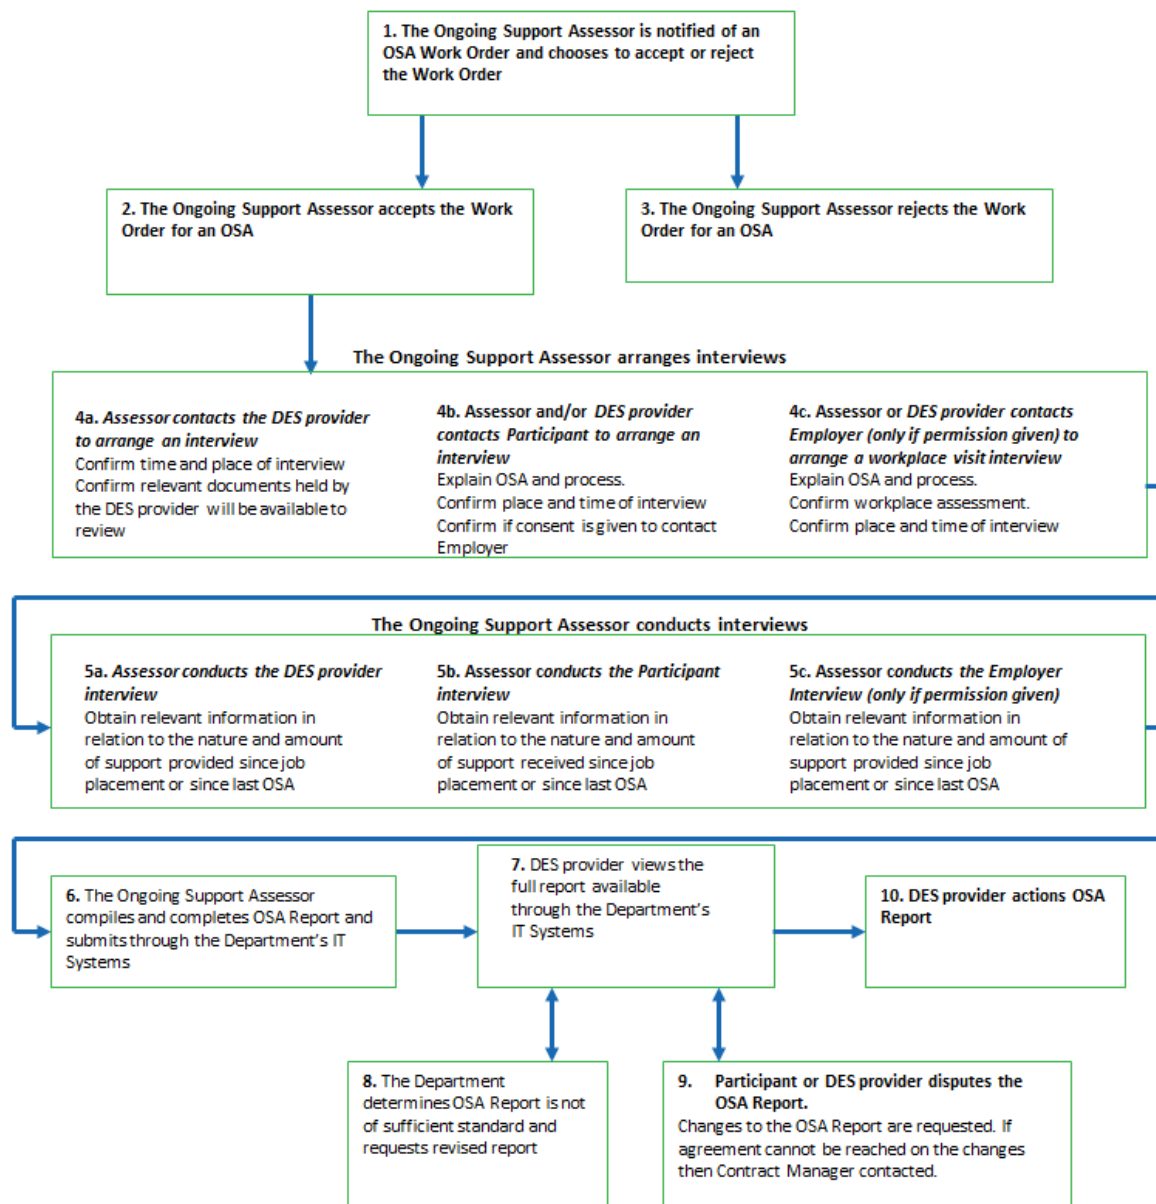 1. The Ongoing Support Assessor is notified of an
OSA Work Order and chooses to accept or reject
the Work Order
2. The Ongoing Support Assessor accepts the Work
Order for an OSA
3. The Ongoing Support Assessor rejects the Work
Order for an OSA
The Ongoing Support Assessor arranges interviews
4a. Assessor contacts the DES provider
to arrange an interview
Confirm time and place of interview
Confirm relevant documents held by
the DES provider will be available to
review
4b. Assessor and/or DES provider
contacts Participant to arrange an
interview
Explain OSA and process.
Confirm place and time of interview
Confirm if consent is given to contact
Employer
4c. Assessor or DES provider contacts
Employer (only if permission given) to
arrange a workplace visit interview
Explain OSA and process.
Confirm workplace assessment.
Confirm place and time of interview
The Ongoing Support Assessor conducts interviews
5a. Assessor conducts the DES provider
interview
Obtain relevant information in
relation to the nature and amount
of support provided since job
placement or since last OSA
5b. Assessor conducts the Participant
interview
Obtain relevant information in
relation to the nature and amount
of support received since job
placement or since last OSA
5c. Assessor conducts the Employer
Interview (only if permission given)
Obtain relevant information in
relation to the nature and amount of
support provided since job
placement or since last OSA
6. The Ongoing Support Assessor
compiles and completes OSA Report and
submits through the Department's IT
Systems
7. DES provider views the
full report available
through the Department's
IT Systems
10. DES provider actions OSA
Report
8. The Department
determines OSA Report is not
of sufficient standard and
requests revised report
9. Participant or DES provider disputes the
OSA Report.
Changes to the OSA Report are requested. If
agreement cannot be reached on the changes
then Contract Manager contacted.